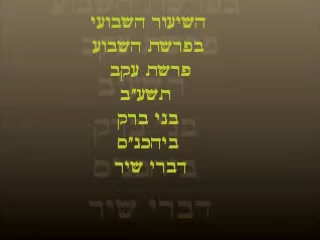 השיעור השבועי
בפרשת השבוע
פרשת עקב
תשע"ב
בני ברק
ביהכנ"ס
דברי שיר